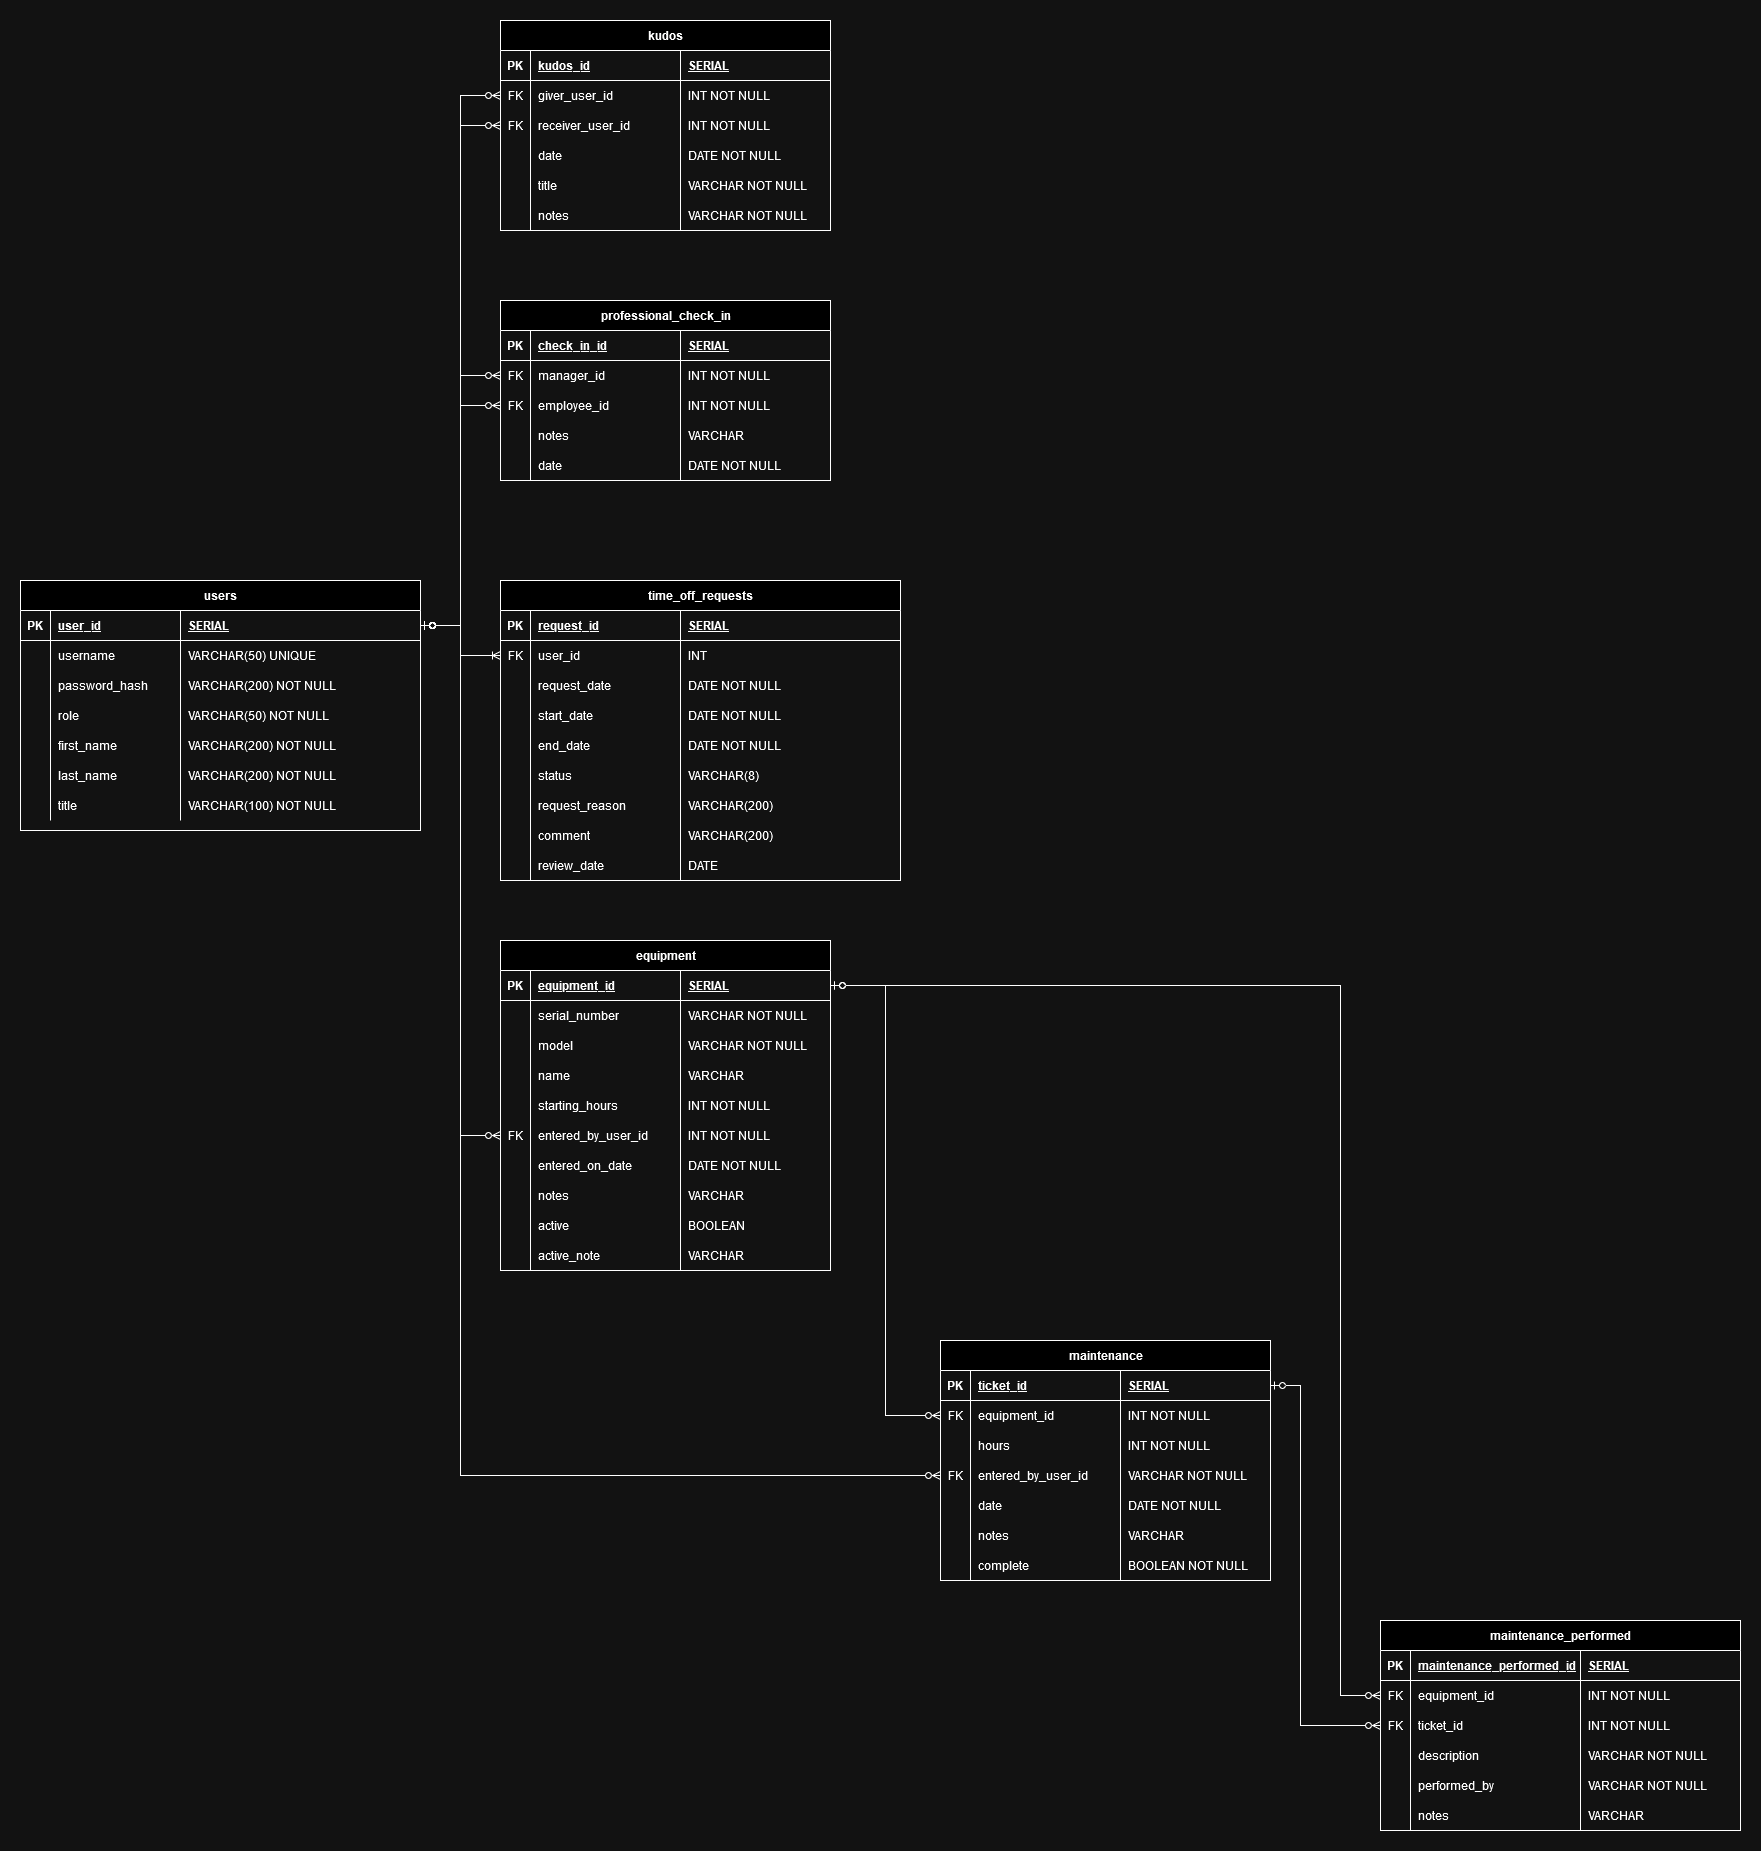 kudos
PK kudos_id SERIAL
FK giver_user_id INT NOT NULL
FK receiver_user_id INT NOT NULL
date DATE NOT NULL
title VARCHAR NOT NULL
notes VARCHAR NOT NULL
professional_check_in
PK check_in_id SERIAL
FK manager_id INT NOT NULL
FK employee_id INT NOT NULL
notes VARCHAR
date DATE NOT NULL
users
PK user_id SERIAL
username VARCHAR(50) UNIQUE
password_hash VARCHAR(200) NOT NULL
role VARCHAR(50) NOT NULL
first_name VARCHAR(200) NOT NULL
last_name VARCHAR(200) NOT NULL
title VARCHAR(100) NOT NULL
time_off_requests
PK request_id SERIAL
FK user_id INT
request_date DATE NOT NULL
start_date DATE NOT NULL
end_date DATE NOT NULL
status VARCHAR(8)
request_reason VARCHAR(200)
comment VARCHAR(200)
review_date DATE
equipment
PK equipment_id SERIAL
serial_number VARCHAR NOT NULL
model VARCHAR NOT NULL
name VARCHAR
starting_hours INT NOT NULL
FK entered_by_user_id INT NOT NULL
entered_on_date DATE NOT NULL
notes VARCHAR
active BOOLEAN
active_note VARCHAR
maintenance
PK ticket_id SERIAL
FK equipment_id INT NOT NULL
hours INT NOT NULL
FK entered_by_user_id VARCHAR NOT NULL
date DATE NOT NULL
notes VARCHAR
complete BOOLEAN NOT NULL
maintenance_performed
PK maintenance_performed_id SERIAL
FK equipment_id INT NOT NULL
FK ticket_id INT NOT NULL
description VARCHAR NOT NULL
performed_by VARCHAR NOT NULL
notes VARCHAR